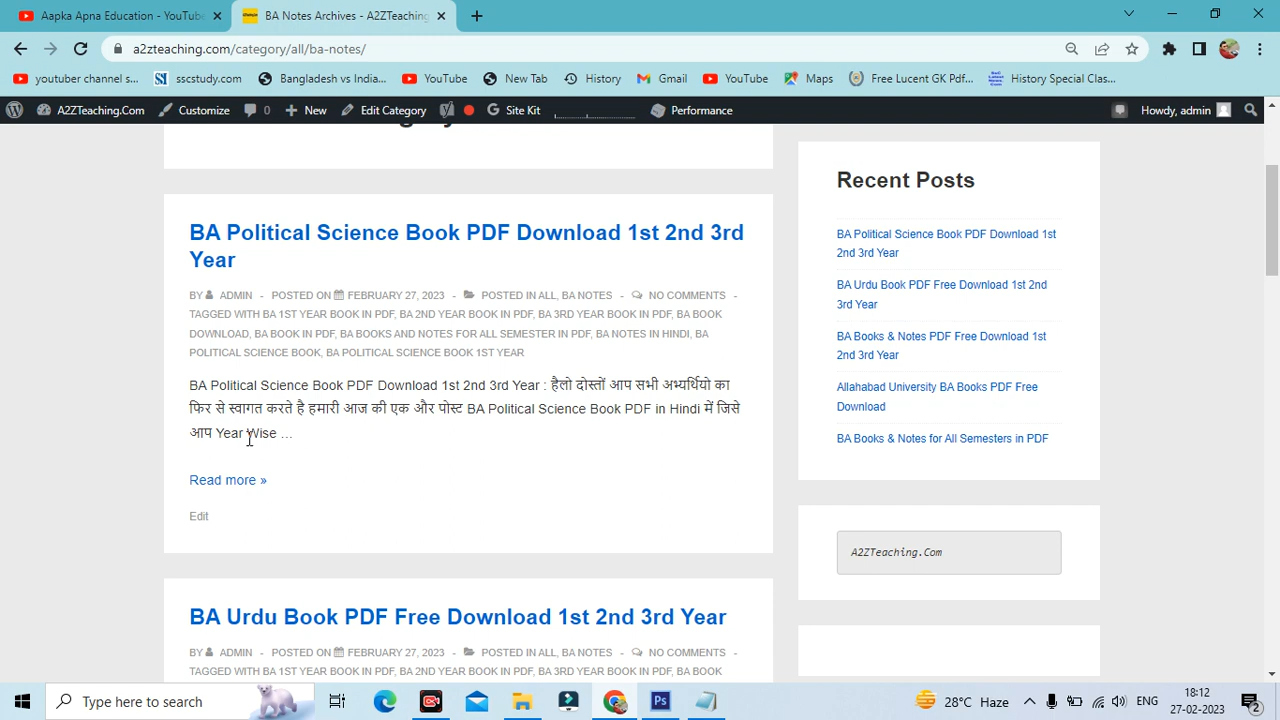 Aapka Apna Education - YouTube
BA Notes Archives - A2ZTeaching
a2zteaching.com/category/all/ba-notes/
youtube channel s...
sscstudy.com
Bangladesh vs India...
YouTube
New Tab
History
Gmail
YouTube
Maps
Free Lucent GK Pdf...
History Special Clas...
A2ZTeaching.Com
Customize
0
New
Edit Category
Site Kit
Performance
Howdy, admin
BA Political Science Book PDF Download 1st 2nd 3rd
Year
BY ADMIN - POSTED ON FEBRUARY 27, 2023 - POSTED IN ALL, BA NOTES - NO COMMENTS -
TAGGED WITH BA 1ST YEAR BOOK IN PDF, BA 2ND YEAR BOOK IN PDF, BA 3RD YEAR BOOK IN PDF, BA BOOK
DOWNLOAD, BA BOOK IN PDF, BA BOOKS AND NOTES FOR ALL SEMESTER IN PDF, BA NOTES IN HINDI, BA
POLITICAL SCIENCE BOOK, BA POLITICAL SCIENCE BOOK 1ST YEAR
BA Political Science Book PDF Download 1st 2nd 3rd Year : हैलो दोस्तों आप सभी अभ्यर्थियो का
फिर से स्वागत करते है हमारी आज की एक और पोस्ट BA Political Science Book PDF in Hindi में जिसे
आप Year Wise ...
Read more »
Edit
BA Urdu Book PDF Free Download 1st 2nd 3rd Year
BY ADMIN - POSTED ON FEBRUARY 27, 2023 - POSTED IN ALL, BA NOTES - NO COMMENTS -
TAGGED WITH BA 1ST YEAR BOOK IN PDF, BA 2ND YEAR BOOK IN PDF, BA 3RD YEAR BOOK IN PDF, BA BOOK
Recent Posts
BA Political Science Book PDF Download 1st
2nd 3rd Year
BA Urdu Book PDF Free Download 1st 2nd
3rd Year
BA Books & Notes PDF Free Download 1st
2nd 3rd Year
Allahabad University BA Books PDF Free
Download
BA Books & Notes for All Semesters in PDF
A2ZTeaching.Com
Type here to search
Ps
28°C Haze
ENG
18:12
27-02-2023
2